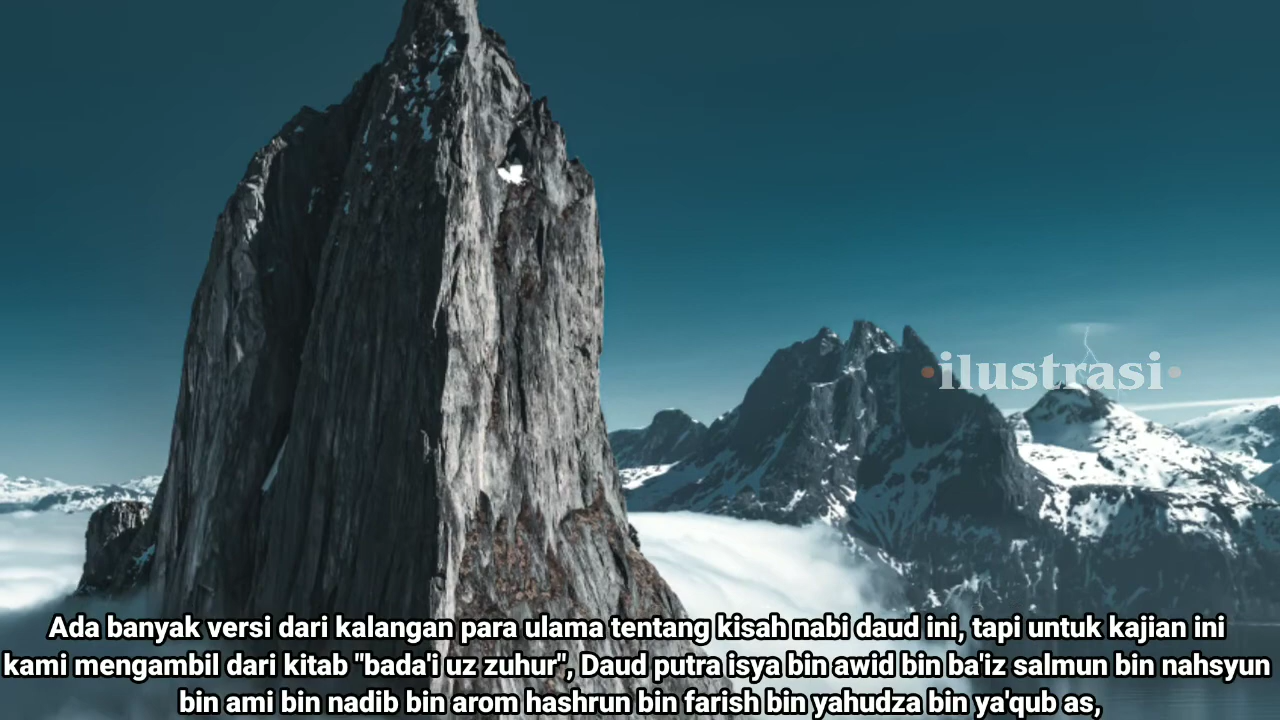 •ilustrasi•
Ada banyak versi dari kalangan para ulama tentang kisah nabi daud ini, tapi untuk kajian ini
kami mengambil dari kitab "bada'i uz zuhur", Daud putra isya bin awid bin ba'iz salmun bin nahsyun
bin ami bin nadib bin arom hashrun bin farish bin yahudza bin ya'qub as,